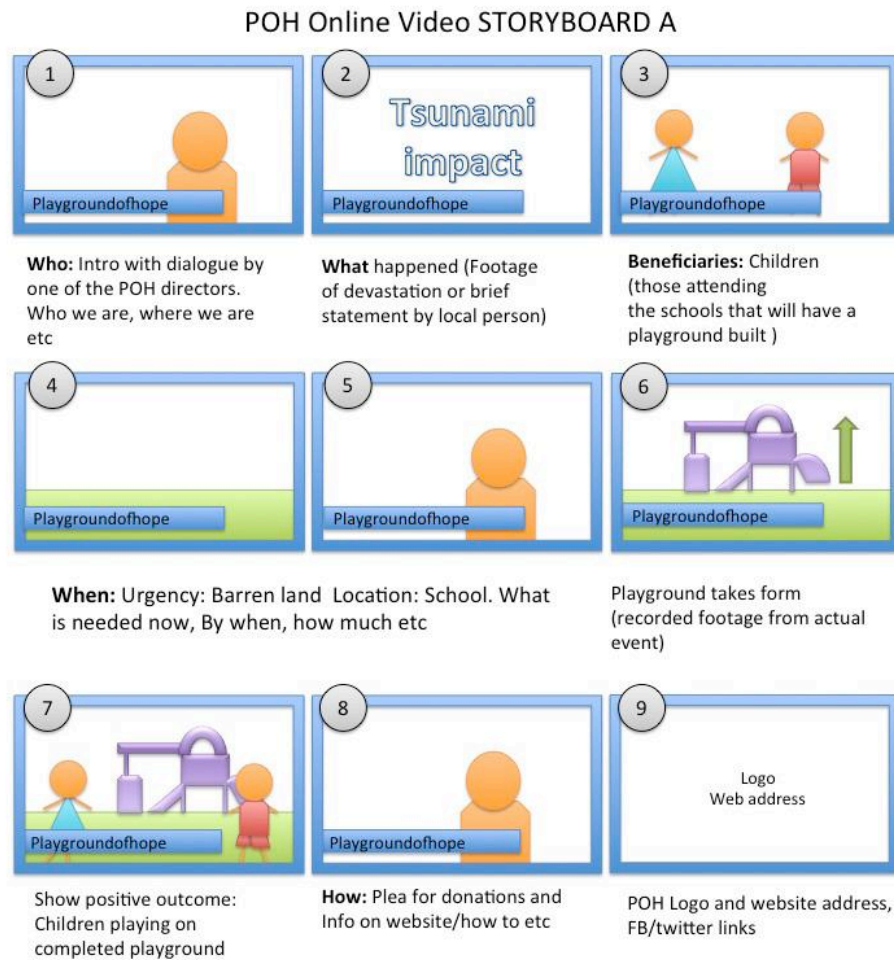 POH Online Video STORYBOARD A
1
Playgroundofhope
Who: Intro with dialogue by
one of the POH directors.
Who we are, where we are
etc
2
Tsunami
impact
Playgroundofhope
What happened (Footage
of devastation or brief
statement by local person)
3
Playgroundofhope
Beneficiaries: Children
(those attending
the schools that will have a
playground built )
4
Playgroundofhope
5
Playgroundofhope
When: Urgency: Barren land  Location: School. What
is needed now, By when, how much etc
6
Playgroundofhope
Playground takes form
(recorded footage from actual
event)
7
Playgroundofhope
Show positive outcome:
Children playing on
completed playground
8
Playgroundofhope
How: Plea for donations and
Info on website/how to etc
9
Logo
Web address
POH Logo and website address,
FB/twitter links